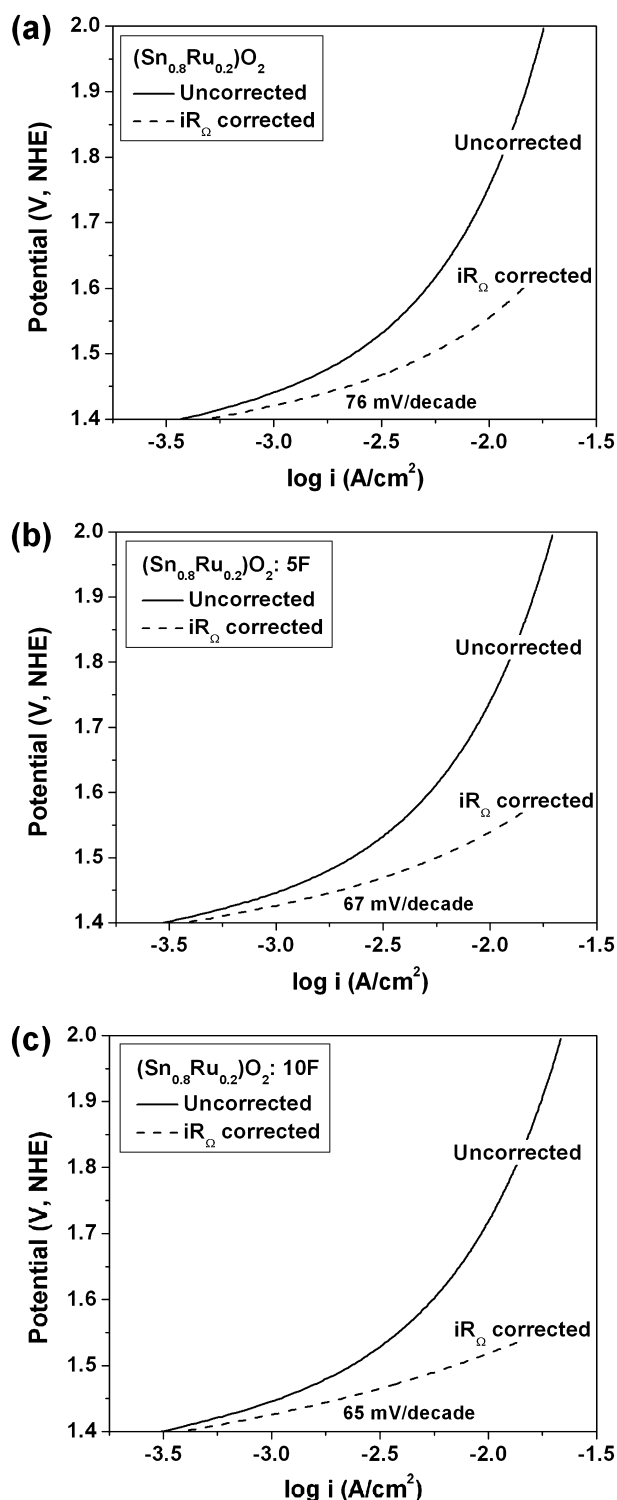 (a)
2.0
1.9
1.8
1.7
1.6
1.5
1.4
Potential (V, NHE)
(Sn0.8Ru0.2)O2
Uncorrected
iRΩ corrected
Uncorrected
iRΩ corrected
76 mV/decade
-3.5 -3.0 -2.5 -2.0 -1.5
log i (A/cm²)
(b)
2.0
1.9
1.8
1.7
1.6
1.5
1.4
Potential (V, NHE)
(Sn0.8Ru0.2)O2: 5F
Uncorrected
iRΩ corrected
Uncorrected
iRΩ corrected
67 mV/decade
-3.5 -3.0 -2.5 -2.0 -1.5
log i (A/cm²)
(c)
2.0
1.9
1.8
1.7
1.6
1.5
1.4
Potential (V, NHE)
(Sn0.8Ru0.2)O2: 10F
Uncorrected
iRΩ corrected
Uncorrected
iRΩ corrected
65 mV/decade
-3.5 -3.0 -2.5 -2.0 -1.5
log i (A/cm²)